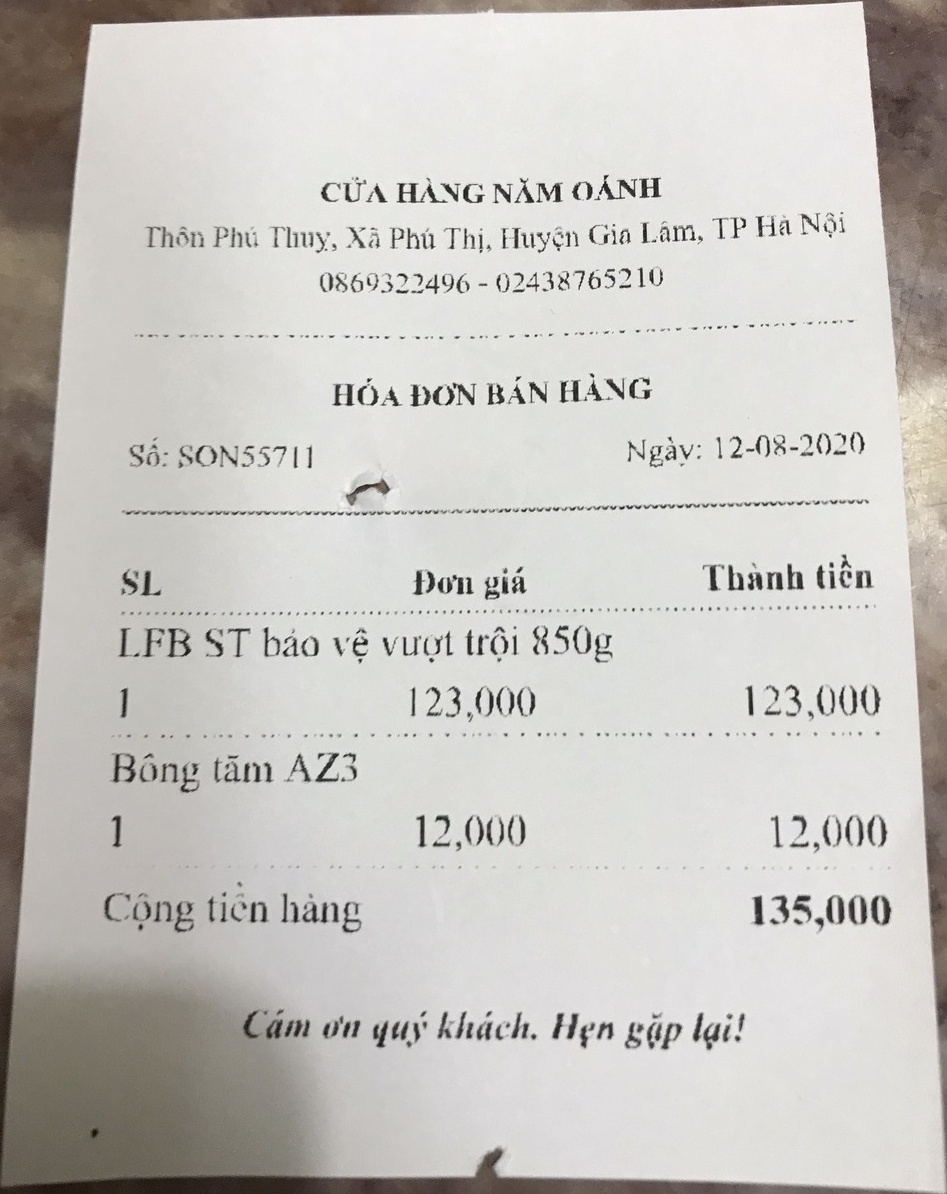 CỬA HÀNG NĂM OÁNH
Thôn Phú Thuỵ, Xã Phú Thị, Huyện Gia Lâm, TP Hà Nội
0869322496 - 02438765210
HÓA ĐƠN BÁN HÀNG
Số: SON55711 Ngày: 12-08-2020
SL Đơn giá Thành tiền
LFB ST bảo vệ vượt trội 850g
1 123,000 123,000
Bông tăm AZ3
1 12,000 12,000
Cộng tiền hàng 135,000
Cám ơn quý khách. Hẹn gặp lại!